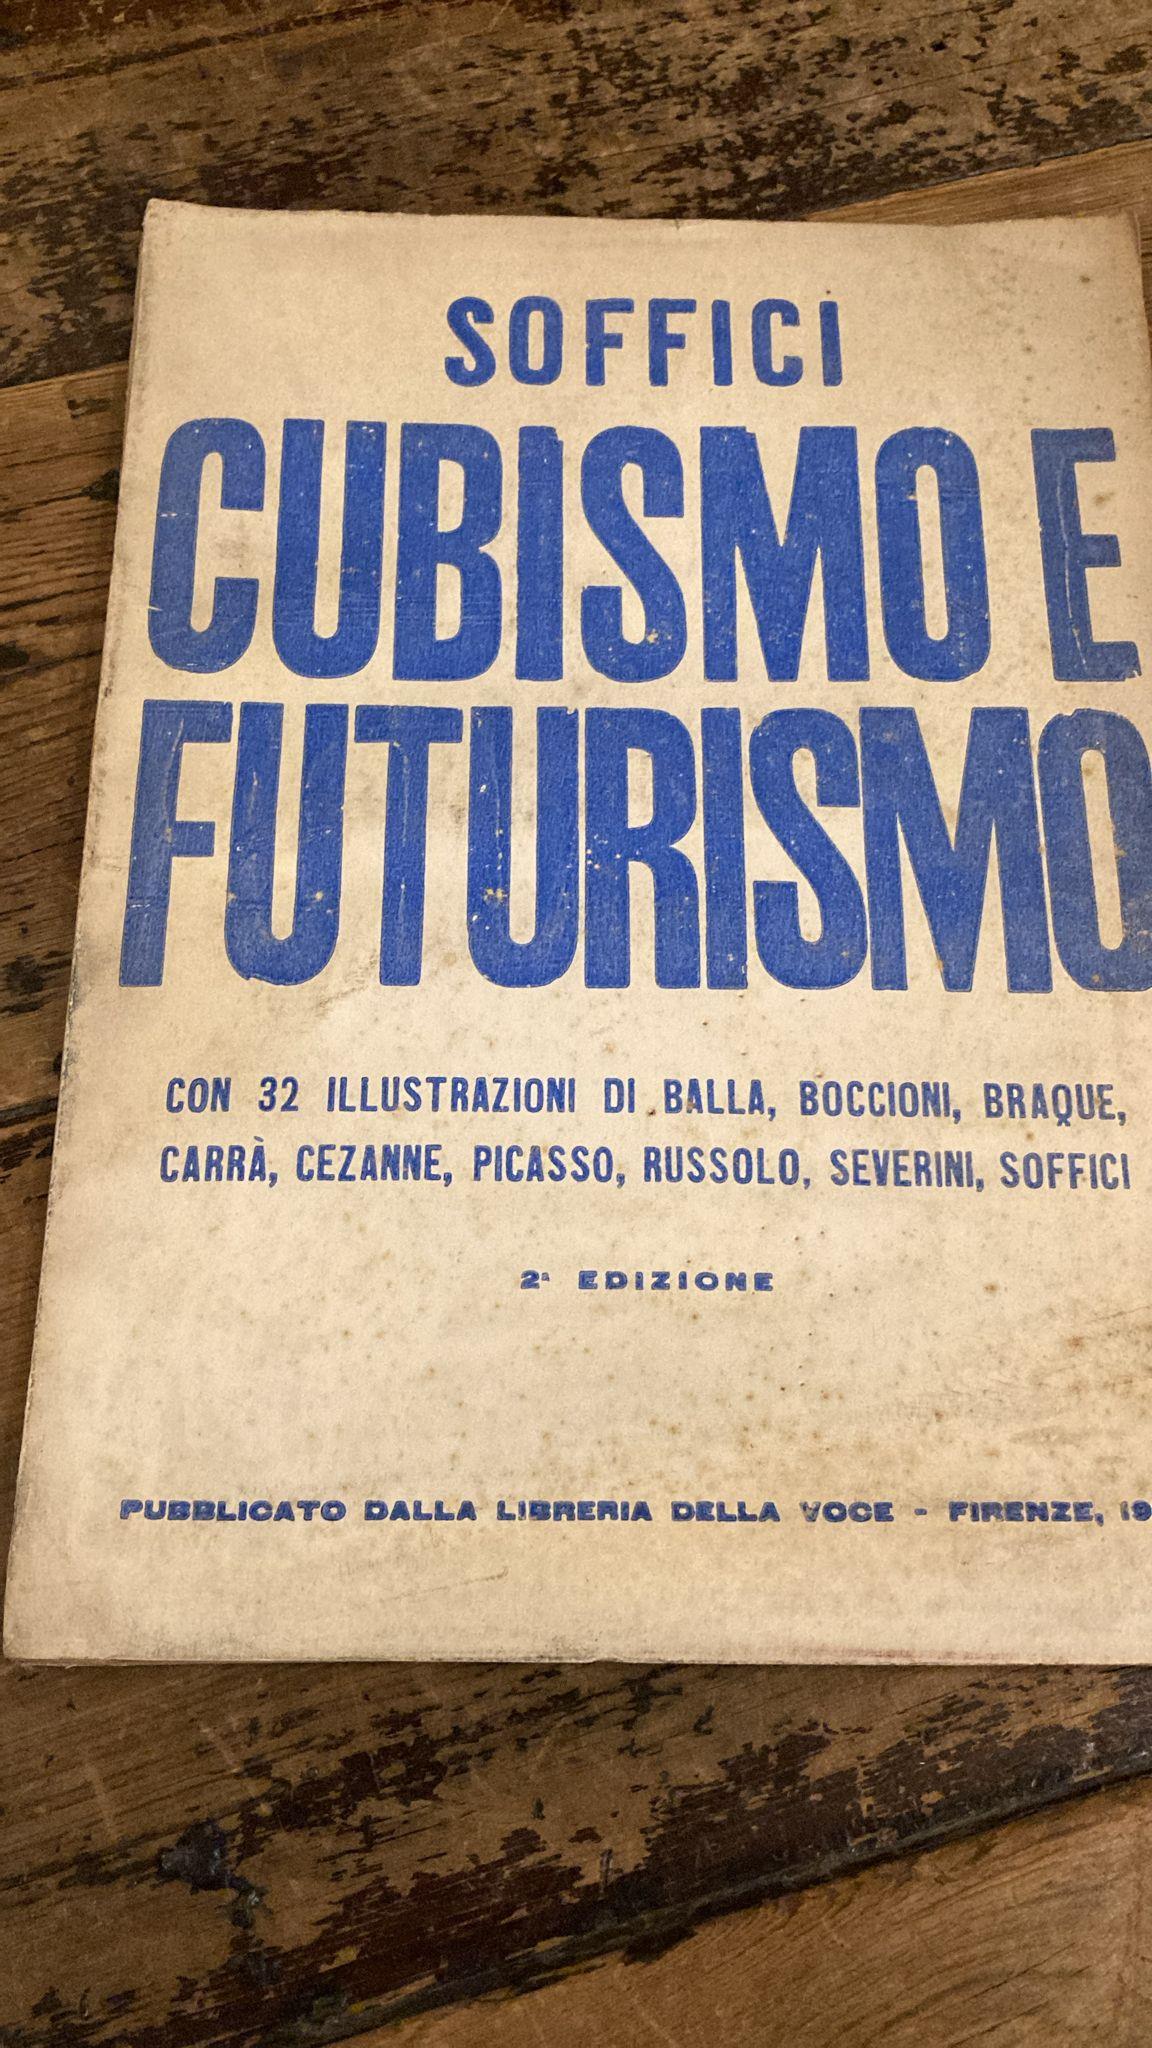 SOFFICI
CUBISMO E
FUTURISMO
CON 32 ILLUSTRAZIONI DI BALLA, BOCCIONI, BRAQUE,
CARRÀ, CEZANNE, PICASSO, RUSSOLO, SEVERINI, SOFFICI
2ª EDIZIONE
PUBBLICATO DALLA LIBRERIA DELLA VOCE - FIRENZE, 19